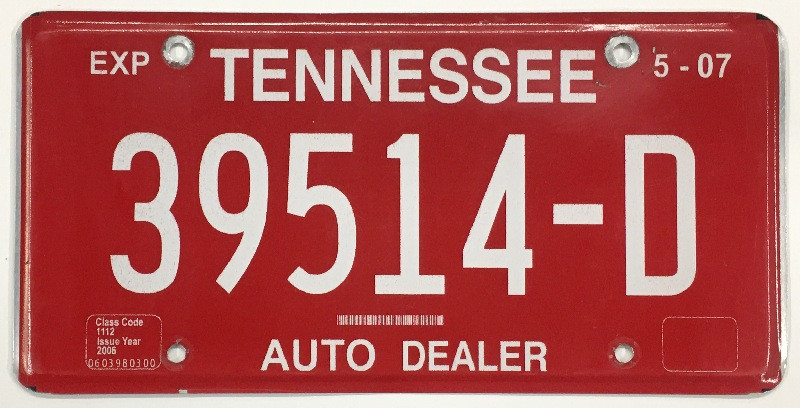 EXP TENNESSEE 5 - 07
39514-D
Class Code
1112
Issue Year
2006
0603980300
AUTO DEALER